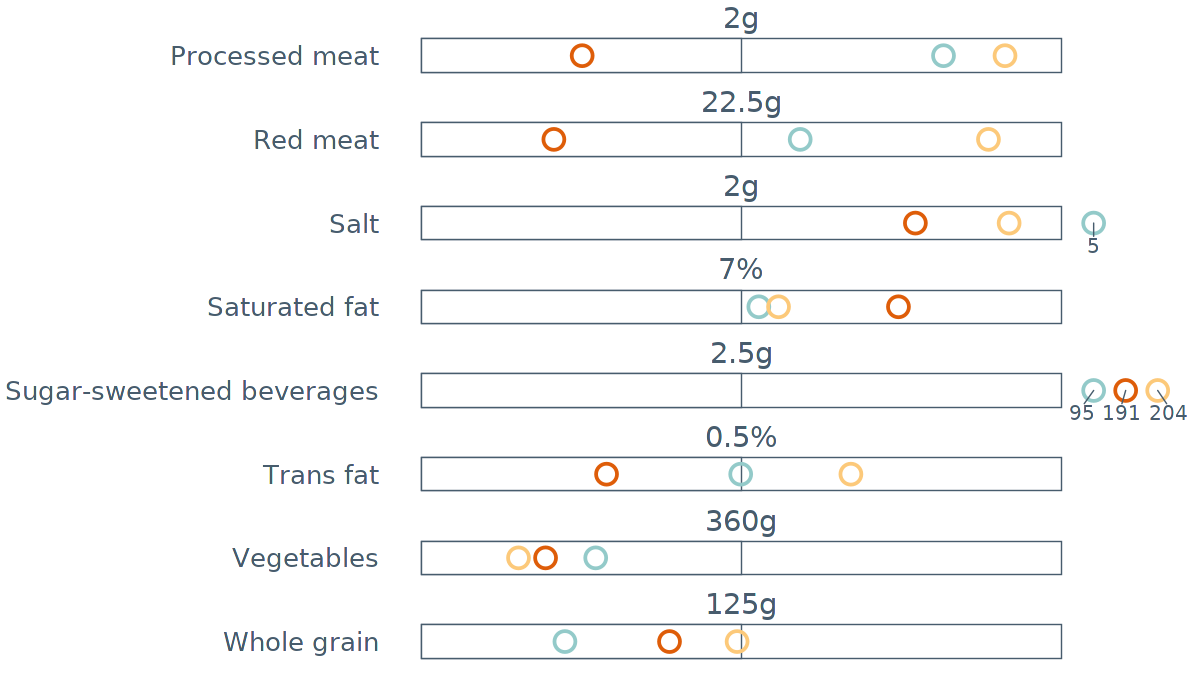 2g
Processed meat
22.5g
Red meat
2g
Salt
5
7%
Saturated fat
2.5g
Sugar-sweetened beverages
95 191 204
0.5%
Trans fat
360g
Vegetables
125g
Whole grain